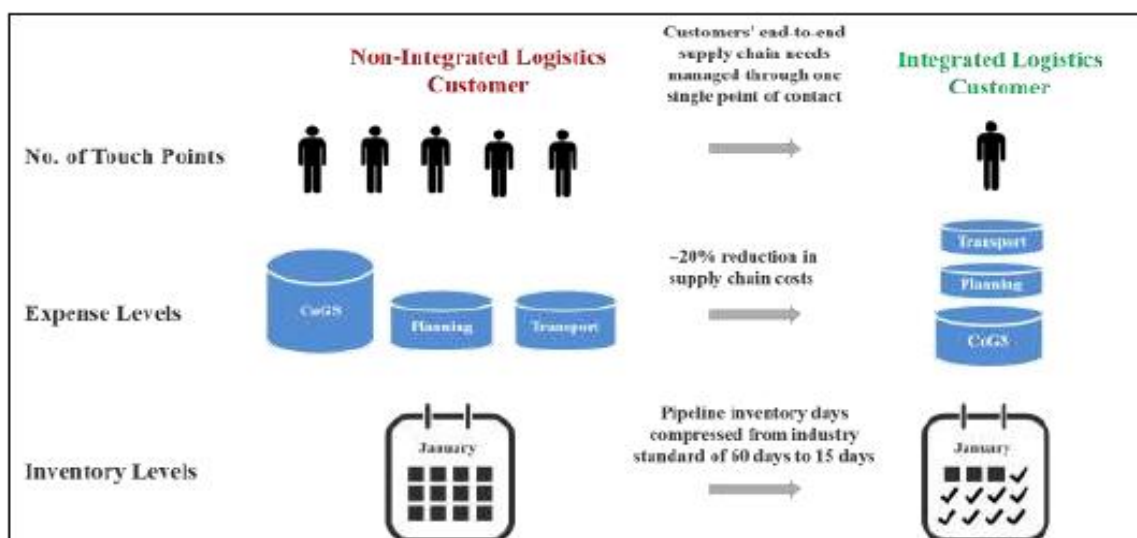 Non-Integrated Logistics
Customer
Customers' end-to-end
supply chain needs
managed through one
single point of contact
Integrated Logistics
Customer
No. of Touch Points
Expense Levels
CoGS
Planning
Transport
~20% reduction in
supply chain costs
Transport
Planning
CoGS
Inventory Levels
January
Pipeline inventory days
compressed from industry
standard of 60 days to 15 days
January